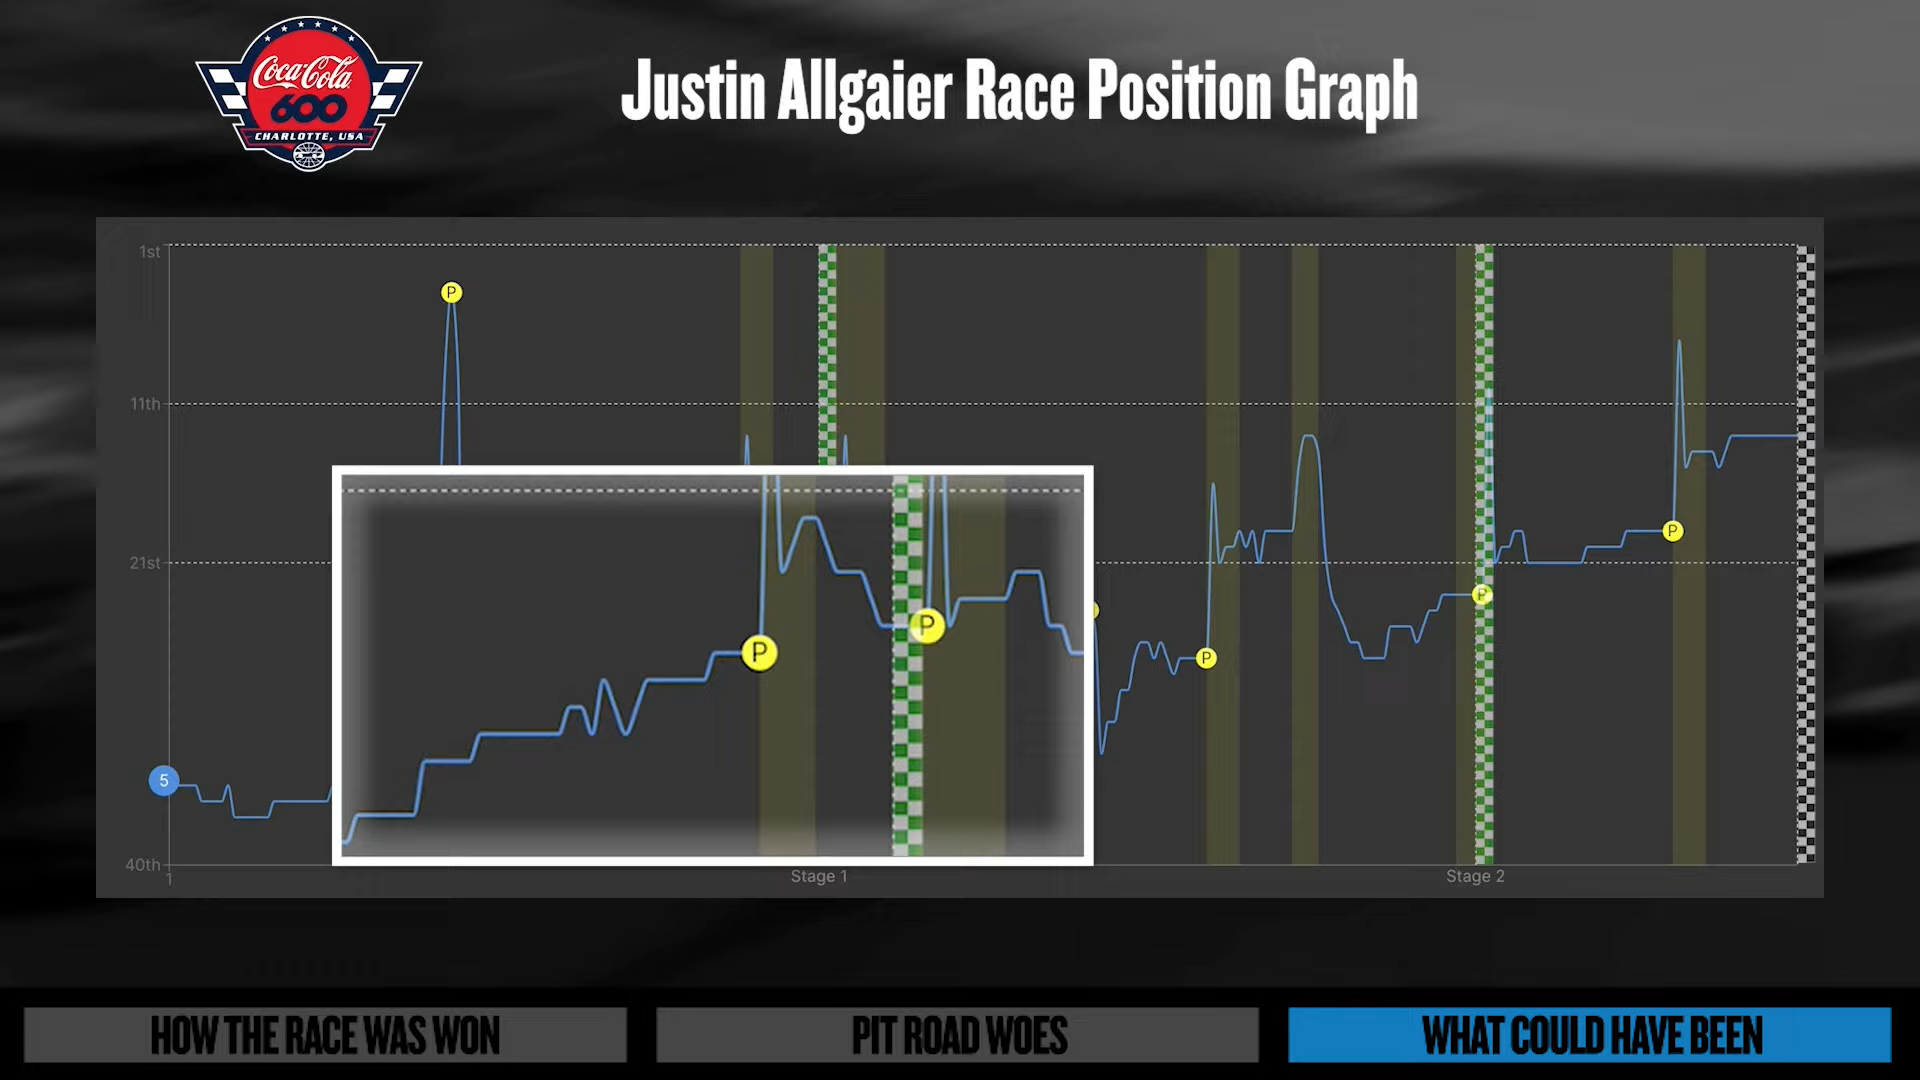 Coca-Cola
600
CHARLOTTE, USA
Justin Allgaier Race Position Graph
1st
P
11th
21st
P
P
P
P
P
5
40th
1
Stage 1
Stage 2
HOW THE RACE WAS WON
PIT ROAD WOES
WHAT COULD HAVE BEEN